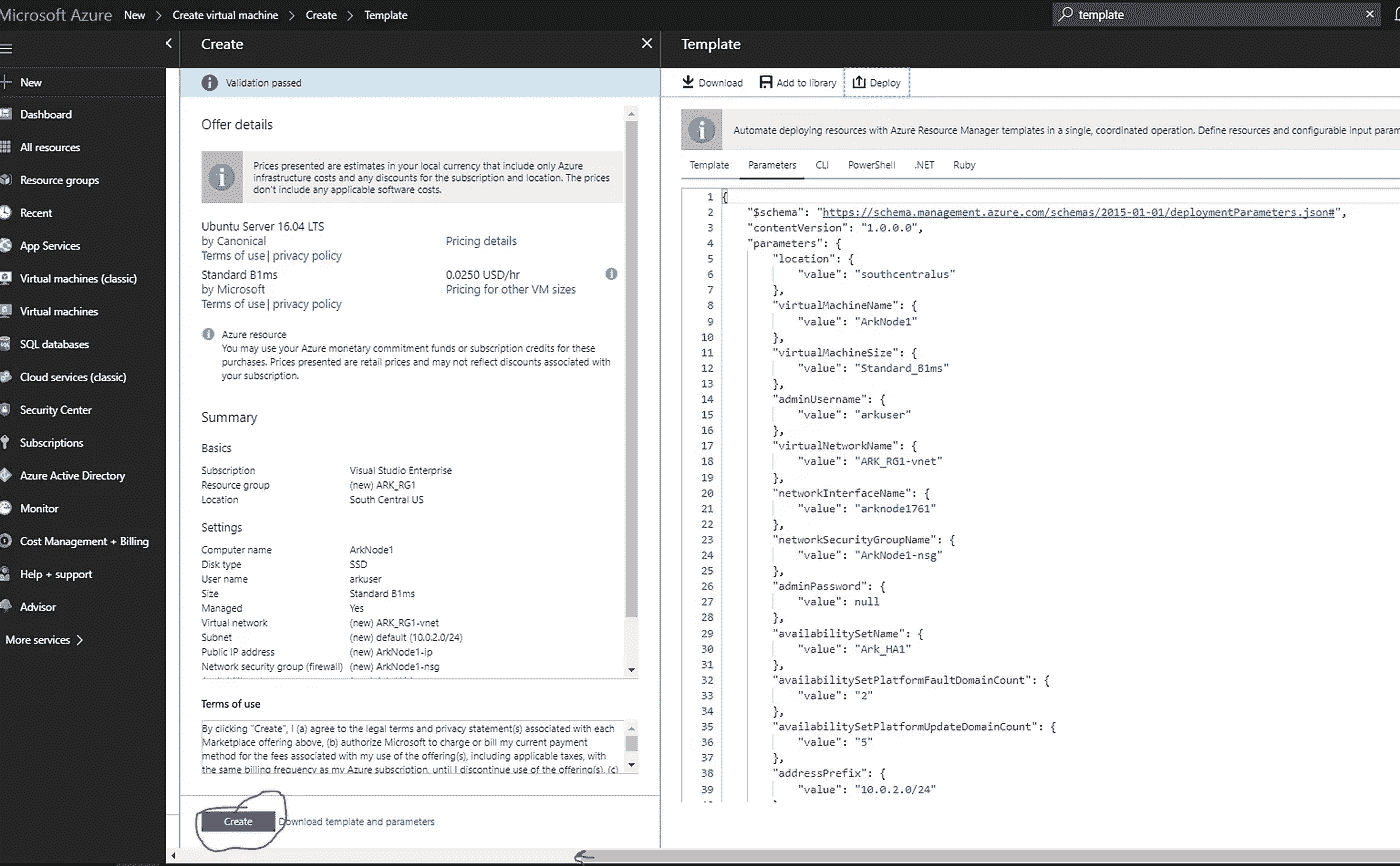 Microsoft Azure New > Create virtual machine > Create > Template
template
New
Dashboard
All resources
Resource groups
Recent
App Services
Virtual machines (classic)
Virtual machines
SQL databases
Cloud services (classic)
Security Center
Subscriptions
Azure Active Directory
Monitor
Cost Management + Billing
Help + support
Advisor
More services >
Create
Validation passed
Offer details
Prices presented are estimates in your local currency that include only Azure
infrastructure costs and any discounts for the subscription and location. The prices
don't include any applicable software costs.
Ubuntu Server 16.04 LTS
by Canonical
Pricing details
Terms of use | privacy policy
Standard B1ms
0.0250 USD/hr
by Microsoft
Pricing for other VM sizes
Terms of use | privacy policy
Azure resource
You may use your Azure monetary commitment funds or subscription credits for these
purchases. Prices presented are retail prices and may not reflect discounts associated with
your subscription.
Summary
Basics
Subscription Visual Studio Enterprise
Resource group (new) ARK_RG1
Location South Central US
Settings
Computer name ArkNode1
Disk type SSD
User name arkuser
Size Standard B1ms
Managed Yes
Virtual network (new) ARK_RG1-vnet
Subnet (new) default (10.0.2.0/24)
Public IP address (new) ArkNode1-ip
Network security group (firewall) (new) ArkNode1-nsg
Terms of use
By clicking "Create", I (a) agree to the legal terms and privacy statement(s) associated with each
Marketplace offering above, (b) authorize Microsoft to charge or bill my current payment
method for the fees associated with my use of the offering(s), including applicable taxes, with
the same billing frequency as my Azure subscription, until I discontinue use of the offering(s), (c)
Create Download template and parameters
Template
Download Add to library Deploy
Automate deploying resources with Azure Resource Manager templates in a single, coordinated operation. Define resources and configurable input param
Template Parameters CLI PowerShell .NET Ruby
1 {
2 "$schema": "https://schema.management.azure.com/schemas/2015-01-01/deploymentParameters.json#",
3 "contentVersion": "1.0.0.0",
4 "parameters": {
5 "location": {
6 "value": "southcentralus"
7 },
8 "virtualMachineName": {
9 "value": "ArkNode1"
10 },
11 "virtualMachineSize": {
12 "value": "Standard_B1ms"
13 },
14 "adminUsername": {
15 "value": "arkuser"
16 },
17 "virtualNetworkName": {
18 "value": "ARK_RG1-vnet"
19 },
20 "networkInterfaceName": {
21 "value": "arknode1761"
22 },
23 "networkSecurityGroupName": {
24 "value": "ArkNode1-nsg"
25 },
26 "adminPassword": {
27 "value": null
28 },
29 "availabilitySetName": {
30 "value": "Ark_HA1"
31 },
32 "availabilitySetPlatformFaultDomainCount": {
33 "value": "2"
34 },
35 "availabilitySetPlatformUpdateDomainCount": {
36 "value": "5"
37 },
38 "addressPrefix": {
39 "value": "10.0.2.0/24"